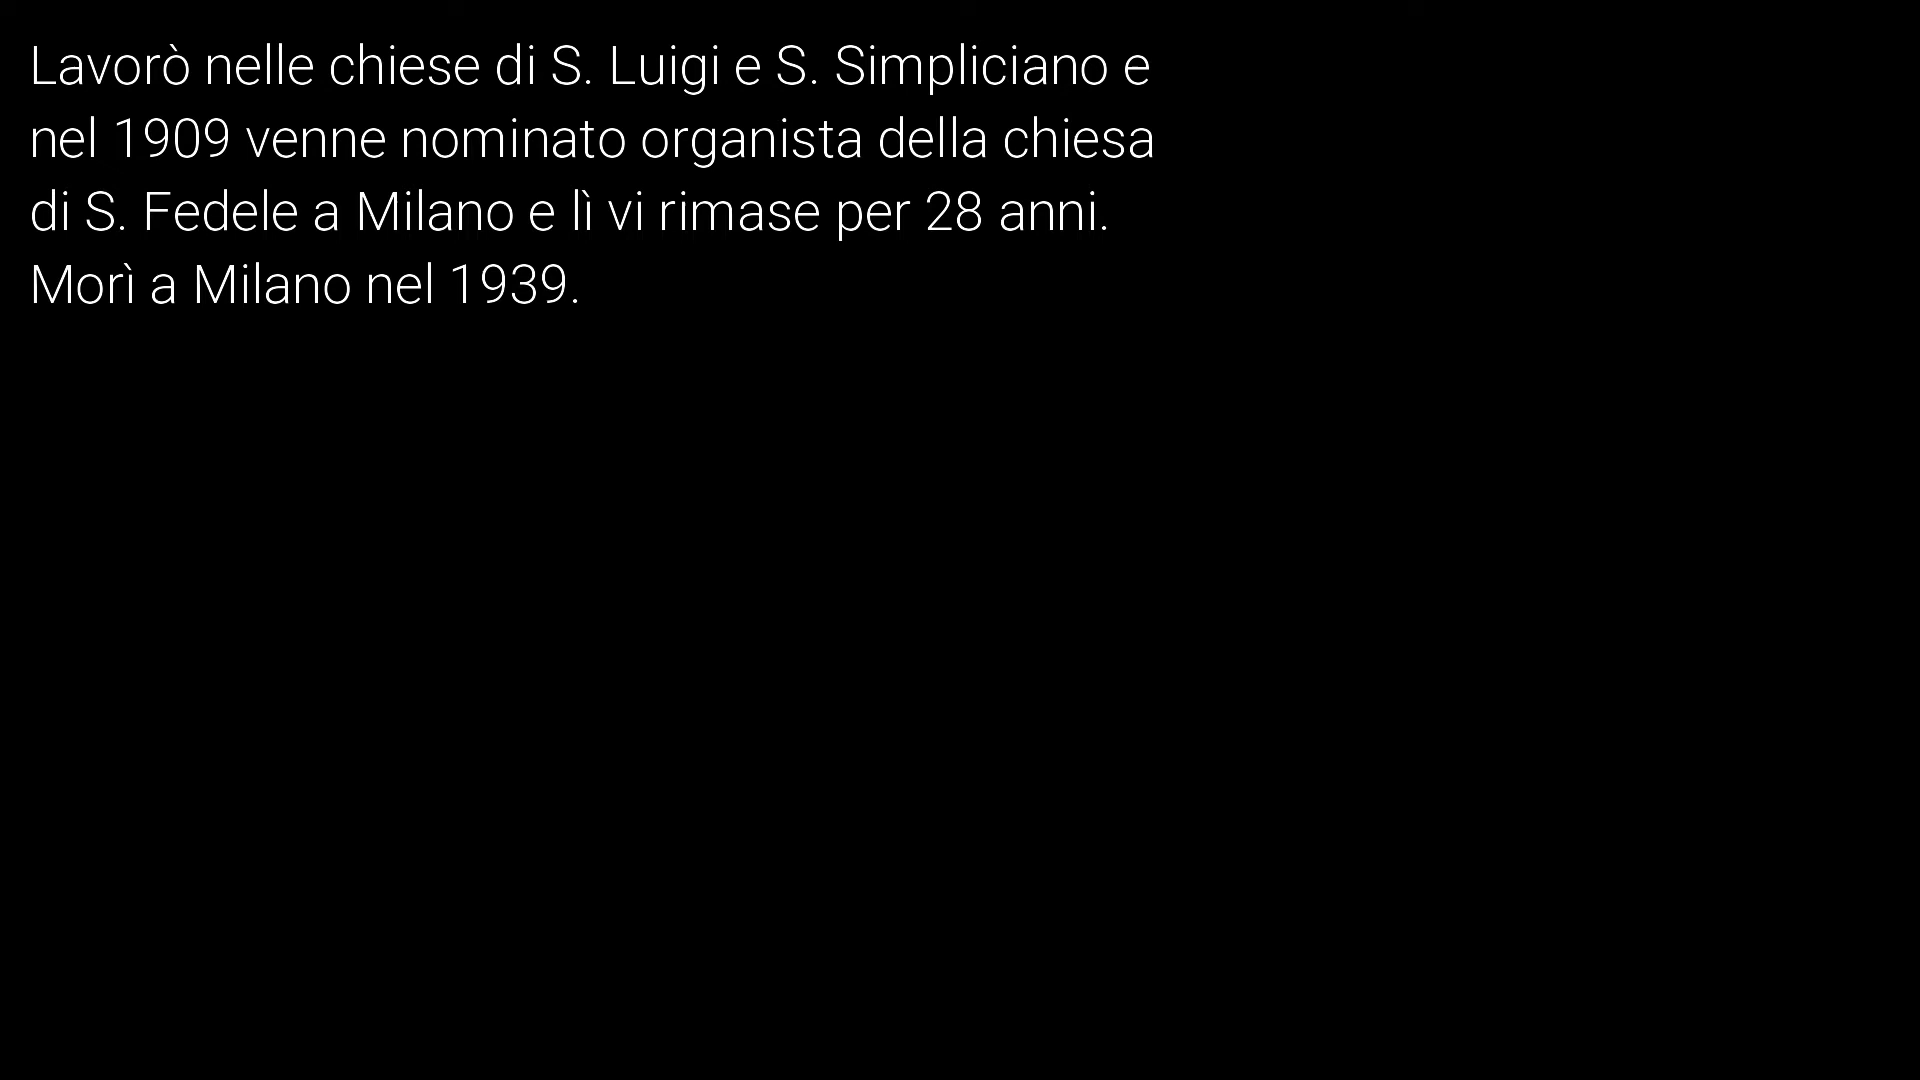 Lavorò nelle chiese di S. Luigi e S. Simpliciano e
nel 1909 venne nominato organista della chiesa
di S. Fedele a Milano e lì vi rimase per 28 anni.
Morì a Milano nel 1939.